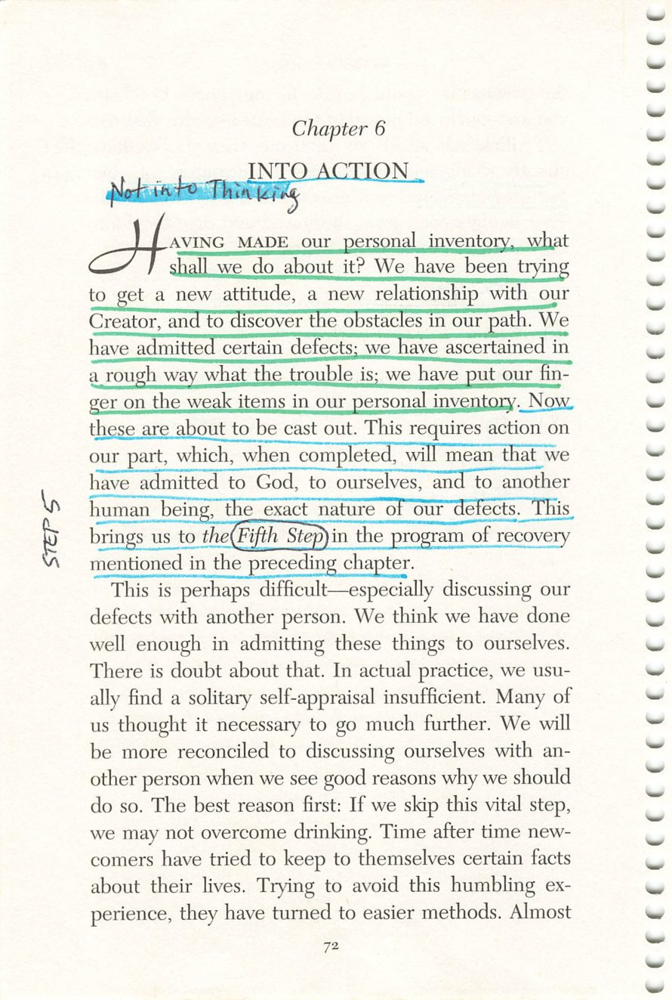 Chapter 6
INTO ACTION
Not into Thinking
HAVING MADE our personal inventory, what
shall we do about it? We have been trying
to get a new attitude, a new relationship with our
Creator, and to discover the obstacles in our path. We
have admitted certain defects; we have ascertained in
a rough way what the trouble is; we have put our fin-
ger on the weak items in our personal inventory. Now
these are about to be cast out. This requires action on
our part, which, when completed, will mean that we
have admitted to God, to ourselves, and to another
human being, the exact nature of our defects. This
brings us to the Fifth Step in the program of recovery
mentioned in the preceding chapter.
STEP 5
This is perhaps difficult—especially discussing our
defects with another person. We think we have done
well enough in admitting these things to ourselves.
There is doubt about that. In actual practice, we usu-
ally find a solitary self-appraisal insufficient. Many of
us thought it necessary to go much further. We will
be more reconciled to discussing ourselves with an-
other person when we see good reasons why we should
do so. The best reason first: If we skip this vital step,
we may not overcome drinking. Time after time new-
comers have tried to keep to themselves certain facts
about their lives. Trying to avoid this humbling ex-
perience, they have turned to easier methods. Almost
72